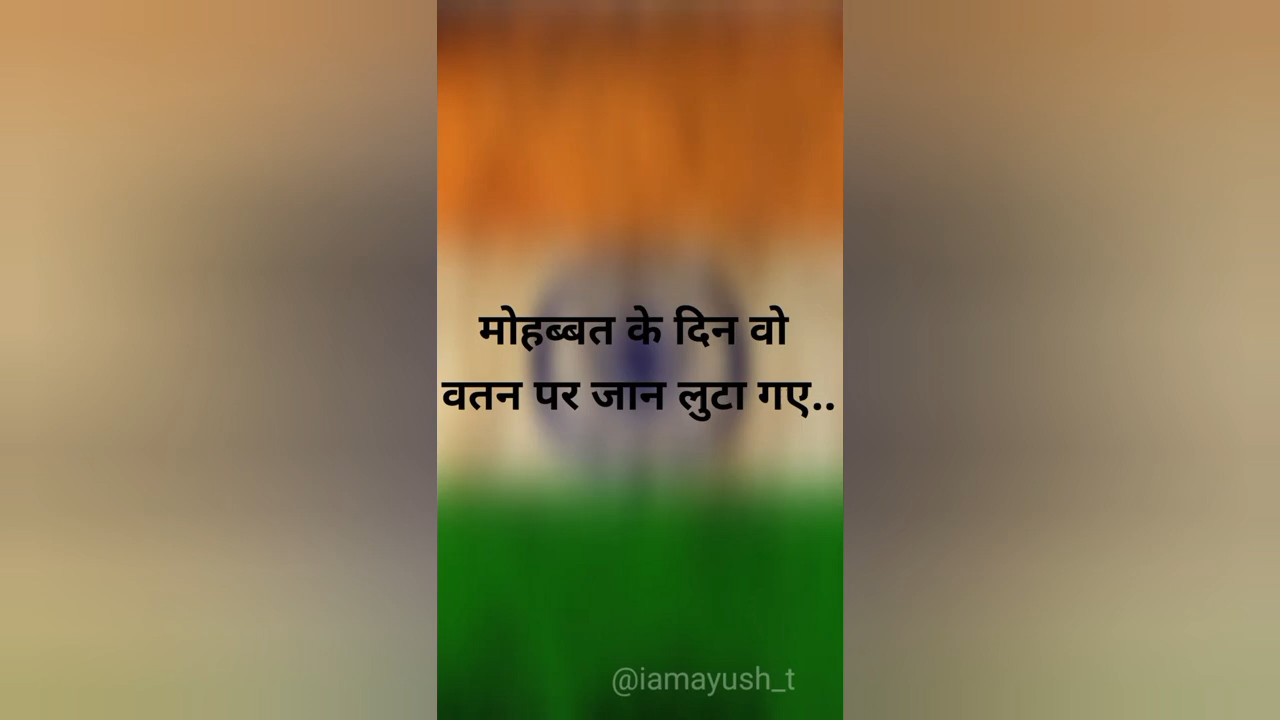 मोहब्बत के दिन वो
वतन पर जान लुटा गए..
@iamayush_t